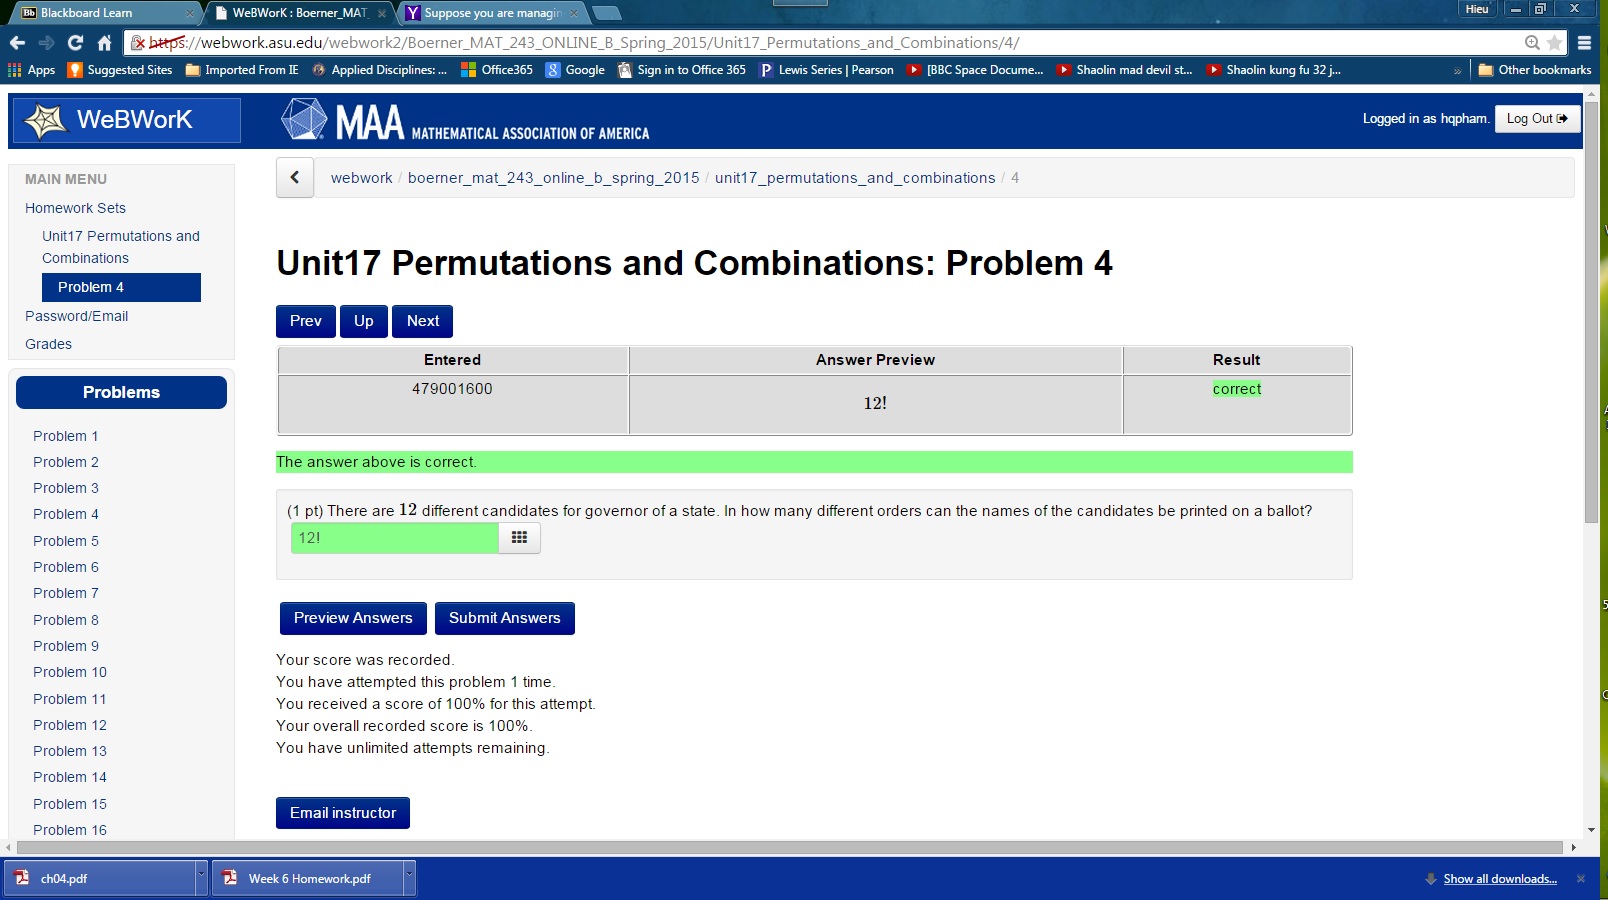 Blackboard Learn
WeBWorK : Boerner_MAT_
Suppose you are managin
Hieu
https://webwork.asu.edu/webwork2/Boerner_MAT_243_ONLINE_B_Spring_2015/Unit17_Permutations_and_Combinations/4/
Apps Suggested Sites Imported From IE Applied Disciplines: ... Office365 Google Sign in to Office 365 Lewis Series | Pearson [BBC Space Docume... Shaolin mad devil st... Shaolin kung fu 32 j... » Other bookmarks
WeBWorK
MAA MATHEMATICAL ASSOCIATION OF AMERICA
Logged in as hqpham. Log Out
MAIN MENU
Homework Sets
Unit17 Permutations and
Combinations
Problem 4
Password/Email
Grades
Problems
Problem 1
Problem 2
Problem 3
Problem 4
Problem 5
Problem 6
Problem 7
Problem 8
Problem 9
Problem 10
Problem 11
Problem 12
Problem 13
Problem 14
Problem 15
Problem 16
webwork / boerner_mat_243_online_b_spring_2015 / unit17_permutations_and_combinations / 4
Unit17 Permutations and Combinations: Problem 4
Prev Up Next
Entered Answer Preview Result
479001600 12! correct
The answer above is correct.
(1 pt) There are 12 different candidates for governor of a state. In how many different orders can the names of the candidates be printed on a ballot?
12!
Preview Answers Submit Answers
Your score was recorded.
You have attempted this problem 1 time.
You received a score of 100% for this attempt.
Your overall recorded score is 100%.
You have unlimited attempts remaining.
Email instructor
ch04.pdf Week 6 Homework.pdf Show all downloads...